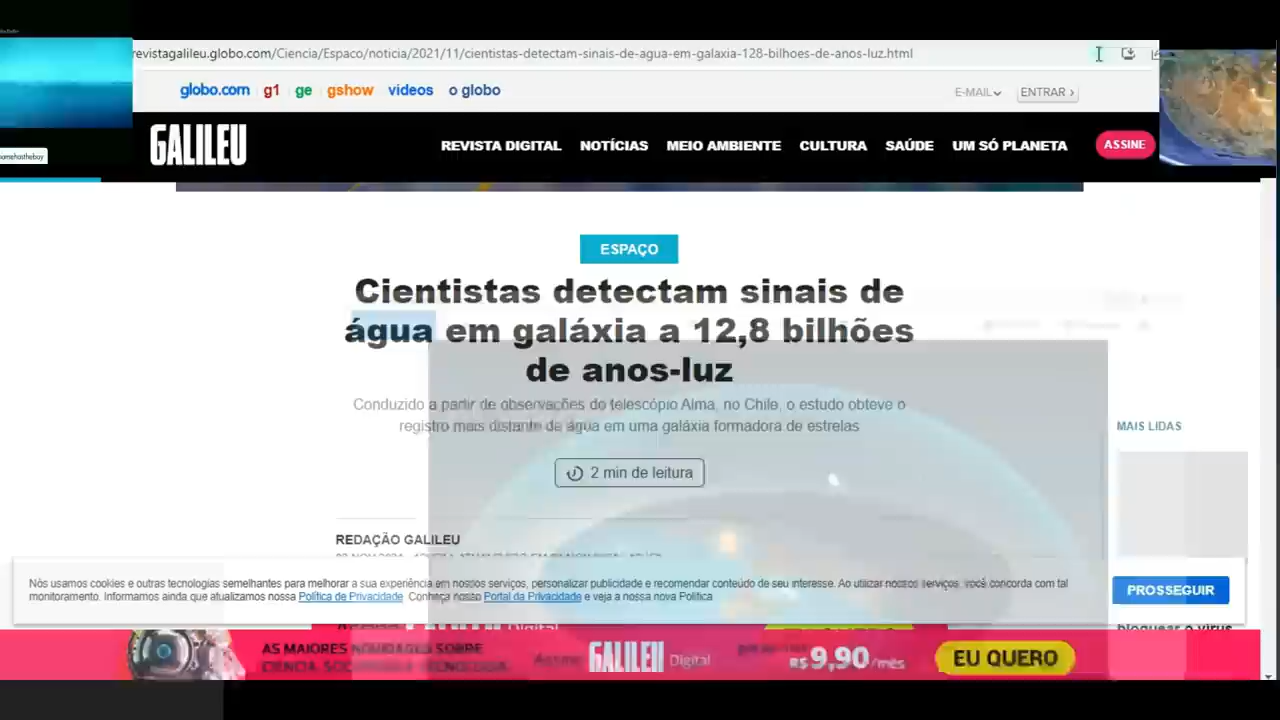 revistagalileu.globo.com/Ciencia/Espaco/noticia/2021/11/cientistas-detectam-sinais-de-agua-em-galaxia-128-bilhoes-de-anos-luz.html
globo.com g1 ge gshow videos o globo
E-MAIL ENTRAR
GALILEU
REVISTA DIGITAL NOTÍCIAS MEIO AMBIENTE CULTURA SAÚDE UM SÓ PLANETA ASSINE
ESPAÇO
Cientistas detectam sinais de
água em galáxia a 12,8 bilhões
de anos-luz
Conduzido a partir de observações do telescópio Alma, no Chile, o estudo obteve o
registro mais distante de água em uma galáxia formadora de estrelas
MAIS LIDAS
2 min de leitura
REDAÇÃO GALILEU
Nós usamos cookies e outras tecnologias semelhantes para melhorar a sua experiência em nossos serviços, personalizar publicidade e recomendar conteúdo de seu interesse. Ao utilizar nossos serviços, você concorda com tal
monitoramento. Informamos ainda que atualizamos nossa Política de Privacidade Conheça nosso Portal da Privacidade e veja a nossa nova Política
PROSSEGUIR
bloquear o vírus
AS MAIORES NOVIDADES SOBRE
Assine GALILEU Digital
R$ 9,90/mês
EU QUERO